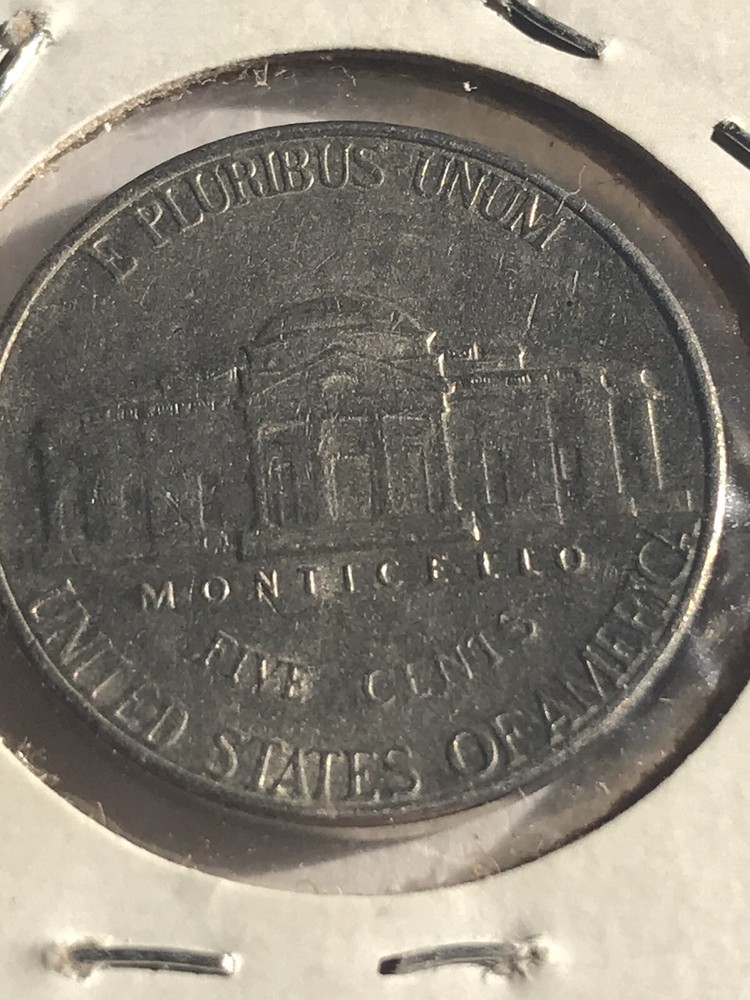 E PLURIBUS UNUM
MONTICELLO
FIVE CENTS
UNITED STATES OF AMERICA